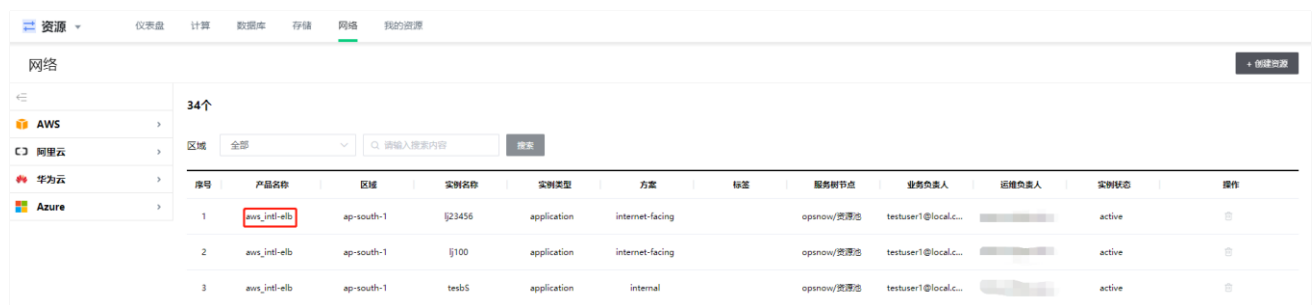 资源 仪表盘 计算 数据库 存储 网络 我的资源
网络 + 创建资源
34个
AWS
阿里云
华为云
Azure
区域 全部 请输入搜索内容 搜索
序号 产品名称 区域 实例名称 实例类型 方案 标签 服务树节点 业务负责人 运维负责人 实例状态 操作
1 aws_intl-elb ap-south-1 lj23456 application internet-facing opsnow/资源池 testuser1@local.c... active
2 aws_intl-elb ap-south-1 lj100 application internet-facing opsnow/资源池 testuser1@local.c... active
3 aws_intl-elb ap-south-1 tesb5 application internal opsnow/资源池 testuser1@local.c... active